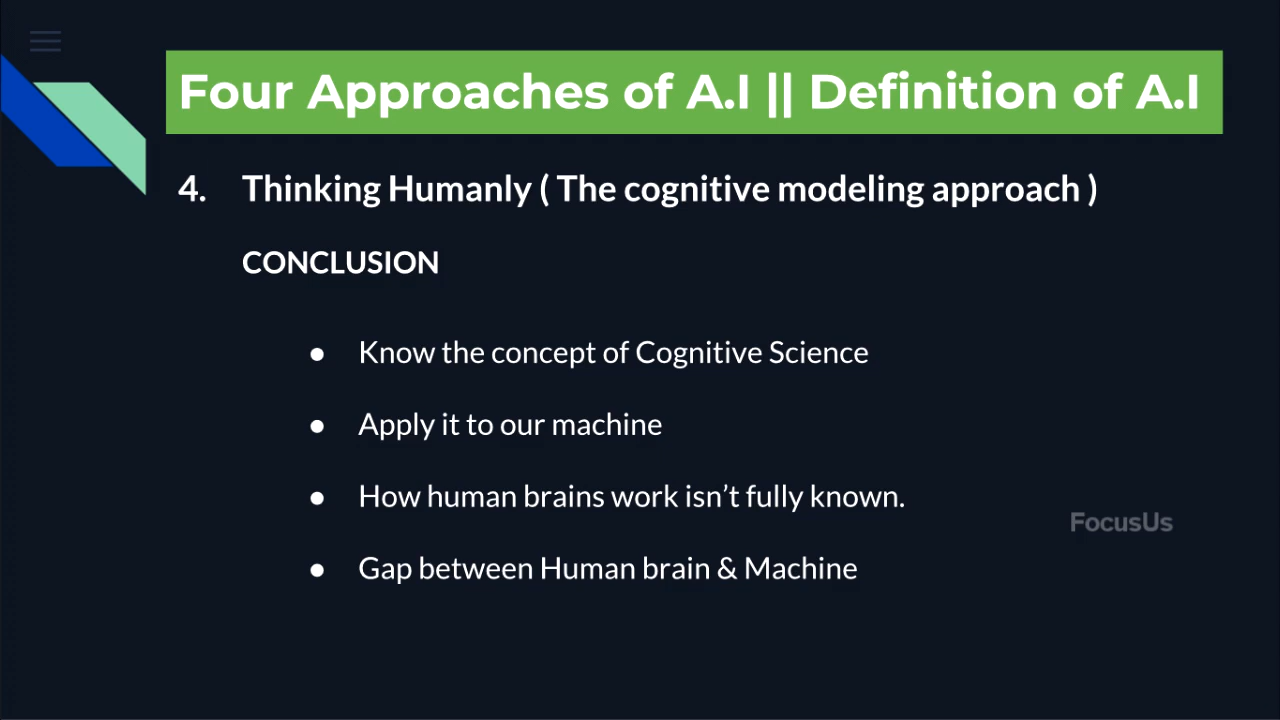 Four Approaches of A.I || Definition of A.I
4. Thinking Humanly ( The cognitive modeling approach )
CONCLUSION
● Know the concept of Cognitive Science
● Apply it to our machine
● How human brains work isn’t fully known.
FocusUs
● Gap between Human brain & Machine